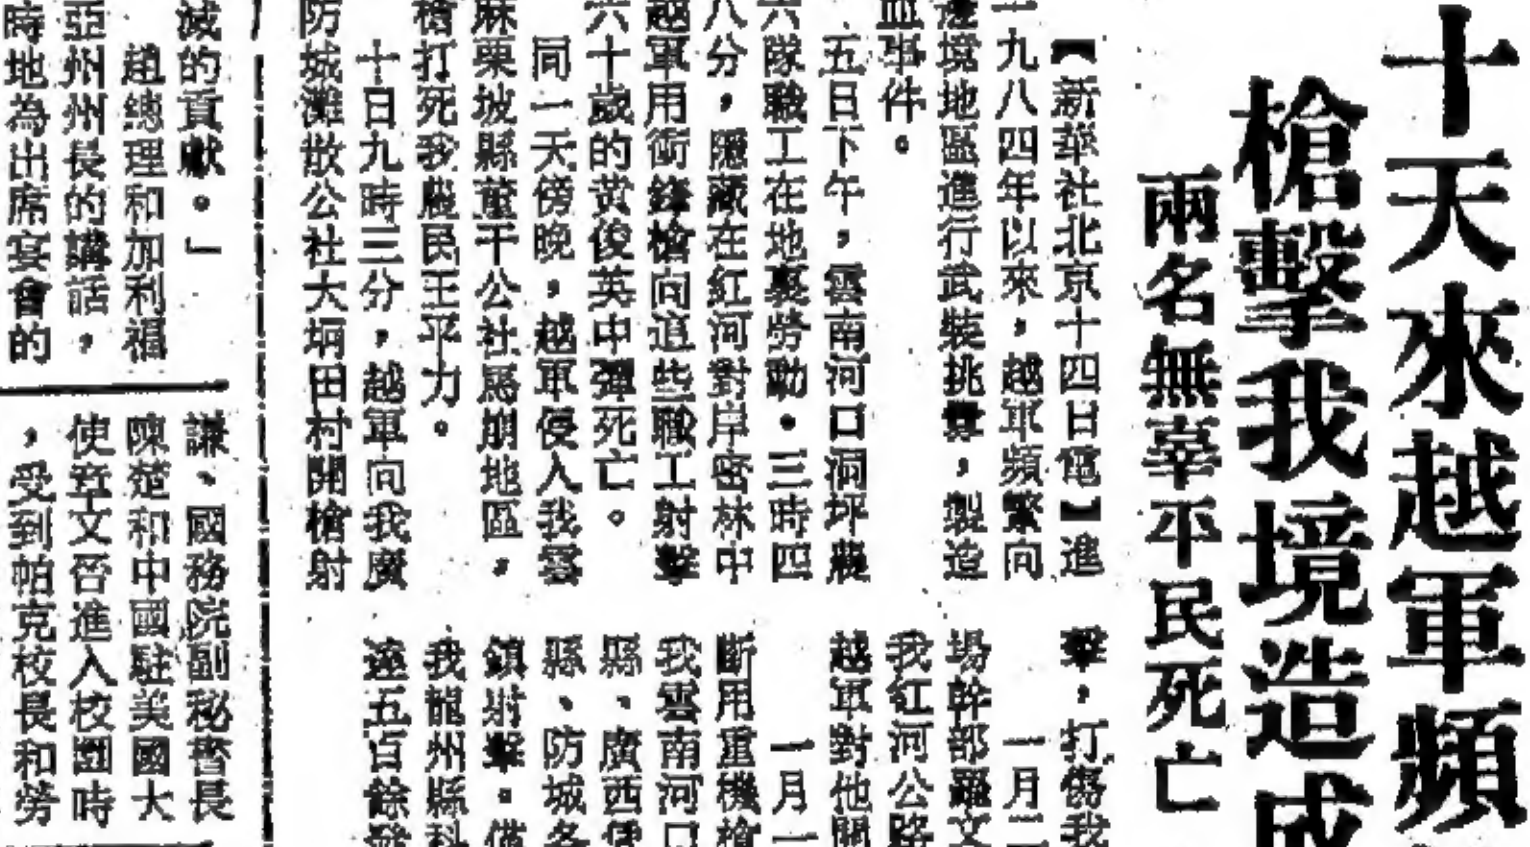 十天來越軍頻
槍擊我境造成
兩名無辜平民死亡
【新華社北京十四日電】進
一九八四年以來，越軍頻繁向
邊境地區進行武裝挑釁，製造
血事件。
五日下午，雲南河口洞坪農
六隊職工在地裏勞動。三時四
八分，隱藏在紅河對岸密林中
越軍用衝鋒槍向這些職工射擊
六十歲的黃俊英中彈死亡。
同一天傍晚，越軍侵入我雲
麻栗坡縣董干公社馬崩地區，
槍打死我農民王平力。
十日九時三分，越軍向我廣
防城灘散公社大垌田村開槍射
擊，打傷我
一月二
場幹部羅文
我紅河公路
越軍對他開
一月一
斷用重機槍
我雲南河口
縣、廣西
縣、防城各
鎮射擊。僅
我龍州縣科
達五百餘發
滅的貢獻。」
趙總理和加利福
亞州州長的講話，
時地為出席宴會的
謙、國務院副秘書長
陳楚和中國駐美國大
使章文晉進入校園時
，受到帕克校長和勞